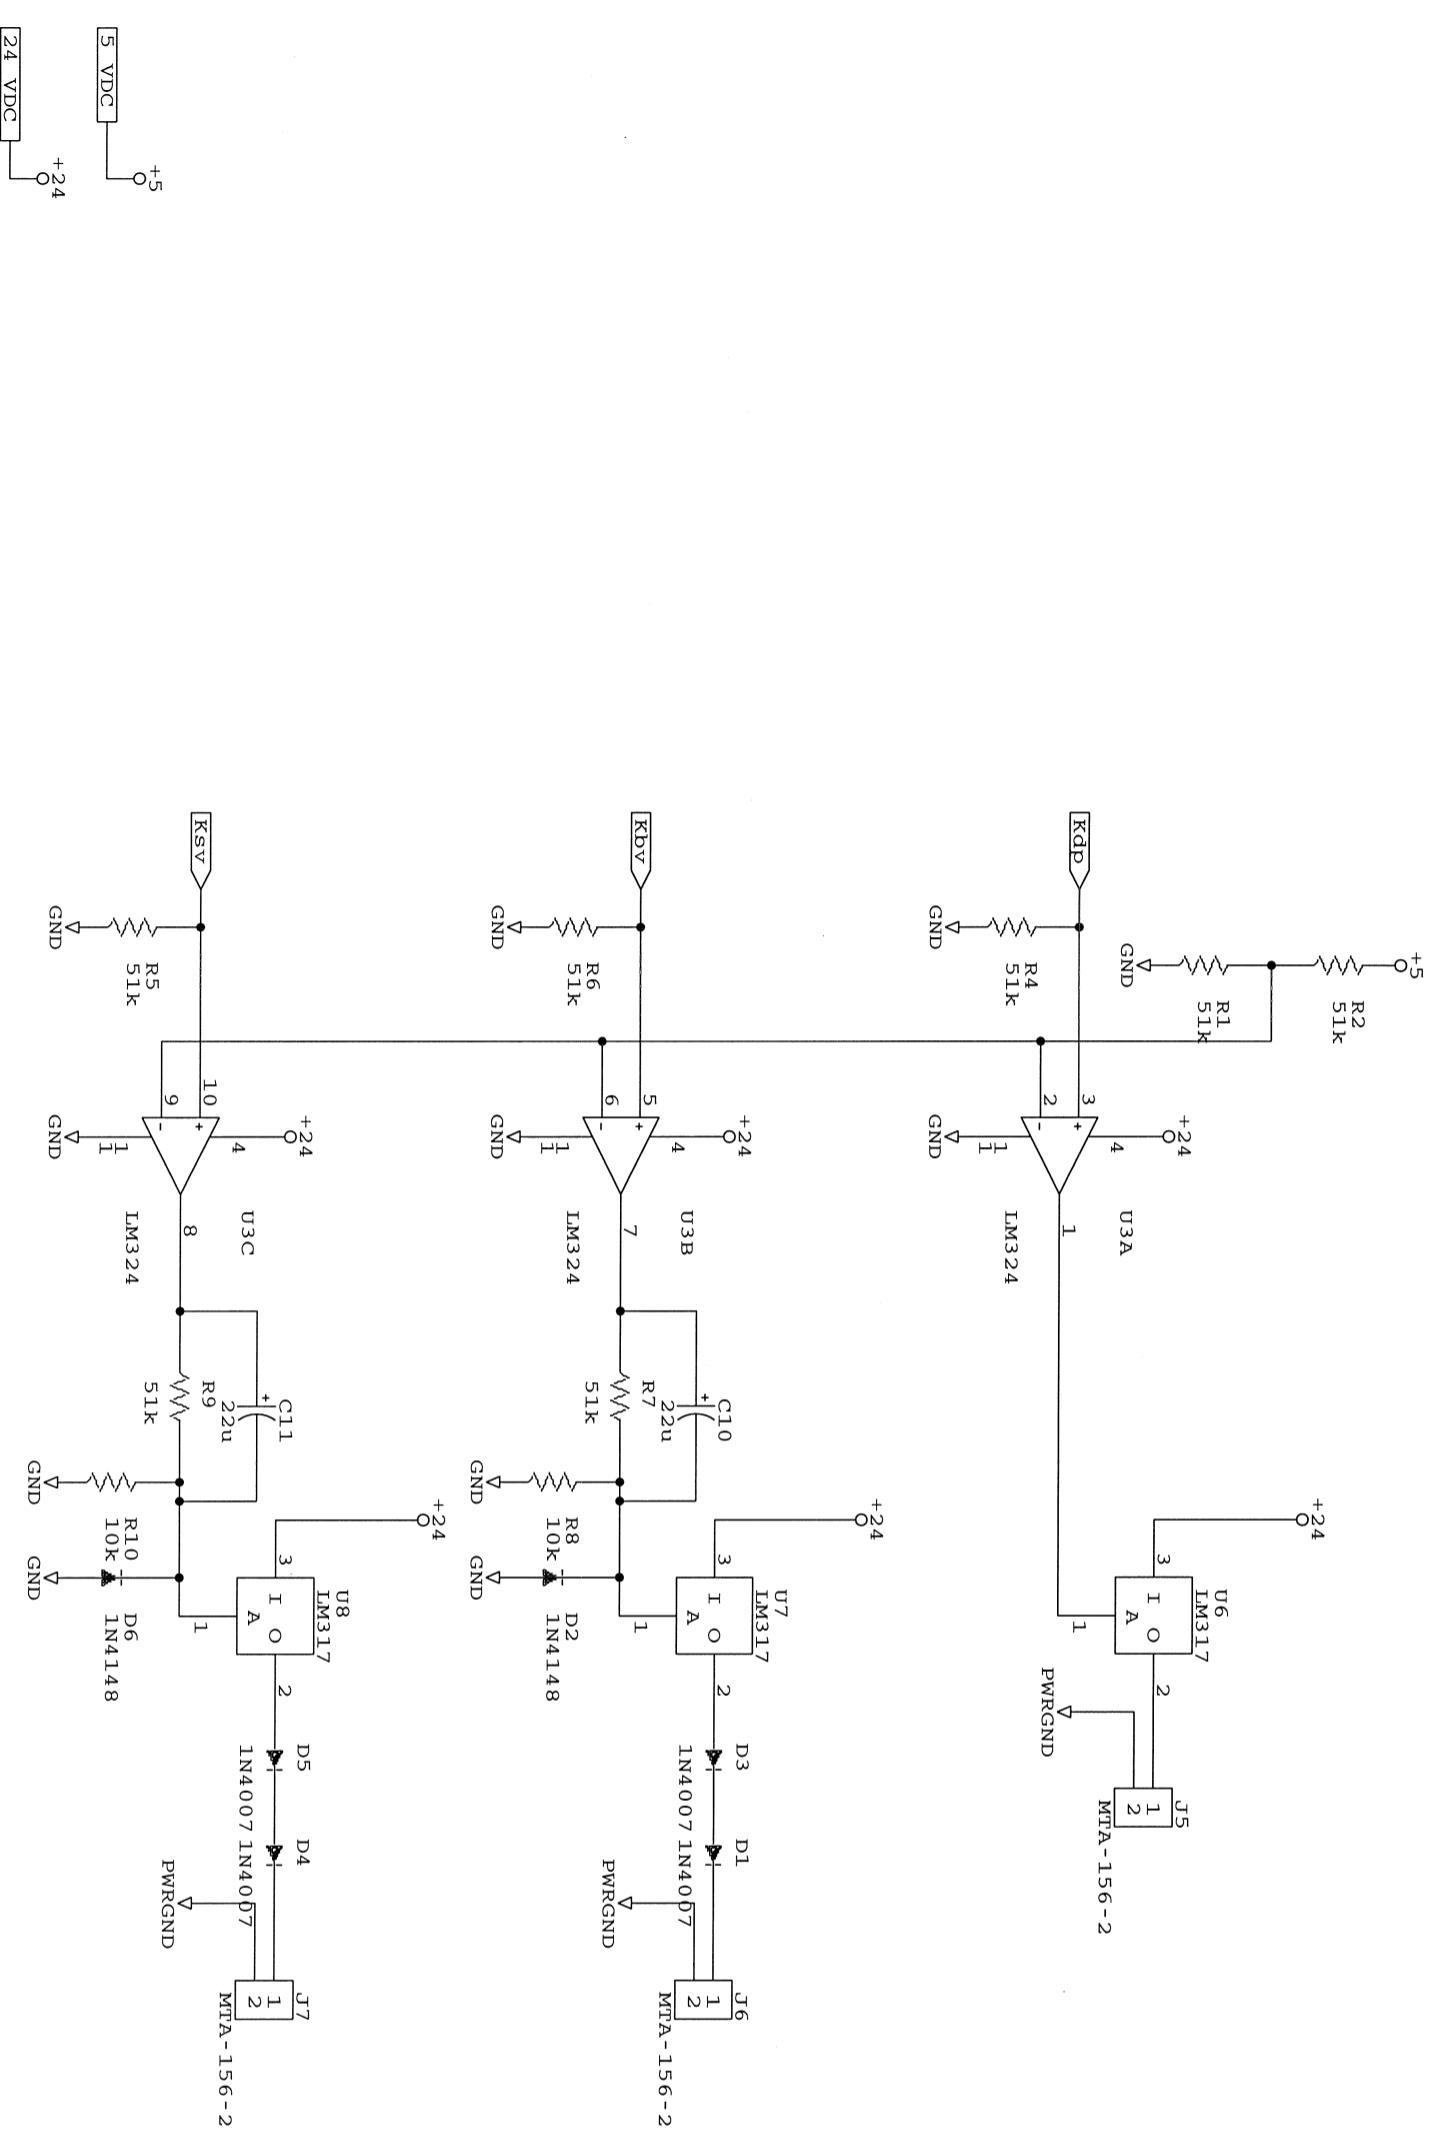 +5
R2
51k
R1
51k
GND
Kdp
R4
51k
GND
3
2
+
-
+24
4
11
GND
U3A
LM324
1
+24
3
U6
LM317
I
O
A
1
2
PWRGND
J5
1
2
MTA-156-2
Kbv
R6
51k
GND
5
6
+
-
+24
4
11
GND
U3B
LM324
7
C10
+
22u
R7
51k
R8
10k
GND
GND
D2
1N4148
+24
3
U7
LM317
I
O
A
1
2
D3
1N4007
D1
1N4007
PWRGND
J6
1
2
MTA-156-2
Ksv
R5
51k
GND
10
9
+
-
+24
4
11
GND
U3C
LM324
8
C11
+
22u
R9
51k
R10
10k
GND
GND
D6
1N4148
+24
3
U8
LM317
I
O
A
1
2
D5
1N4007
D4
1N4007
PWRGND
J7
1
2
MTA-156-2
5 VDC
+5
24 VDC
+24